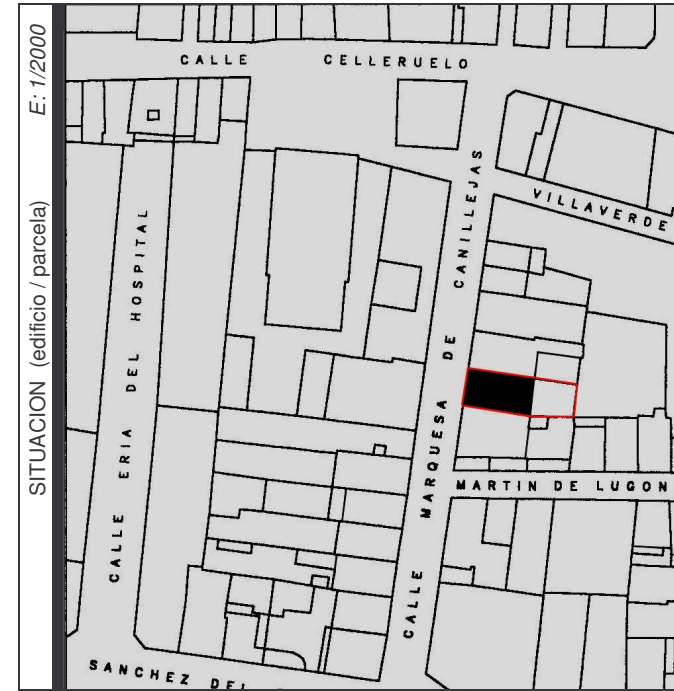 SITUACION (edificio / parcela) E: 1/2000
CALLE CELLERUELO
VILLAVERDE
CALLE ERIA DEL HOSPITAL
CALLE MARQUESA DE CANILLEJAS
MARTIN DE LUGON
SANCHEZ DEL